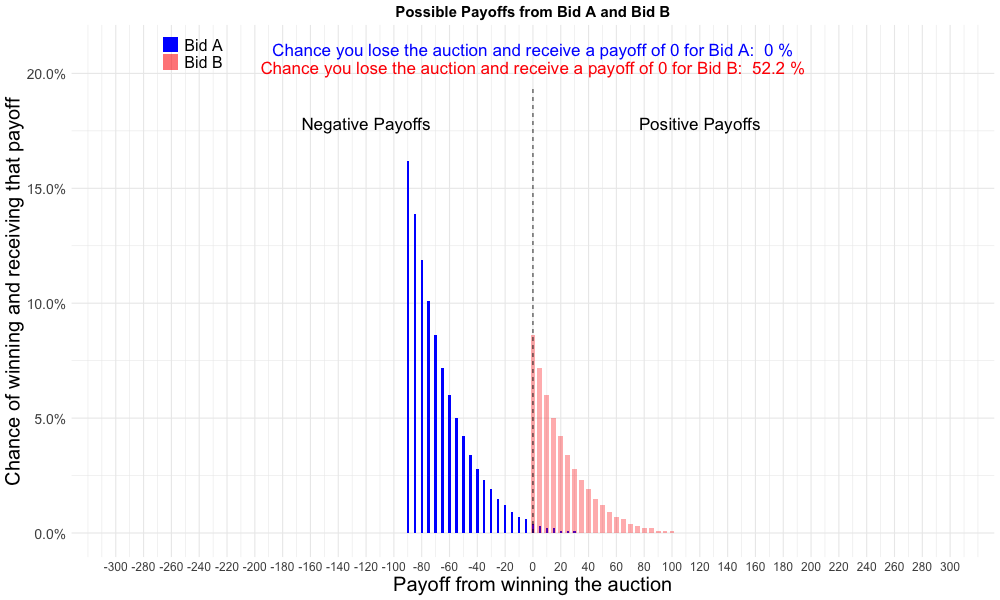 Possible Payoffs from Bid A and Bid B
Bid A
Bid B
Chance you lose the auction and receive a payoff of 0 for Bid A:  0 %
Chance you lose the auction and receive a payoff of 0 for Bid B:  52.2 %
Negative Payoffs
Positive Payoffs
Chance of winning and receiving that payoff
20.0%
15.0%
10.0%
5.0%
0.0%
-300 -280 -260 -240 -220 -200 -180 -160 -140 -120 -100 -80 -60 -40 -20 0 20 40 60 80 100 120 140 160 180 200 220 240 260 280 300
Payoff from winning the auction